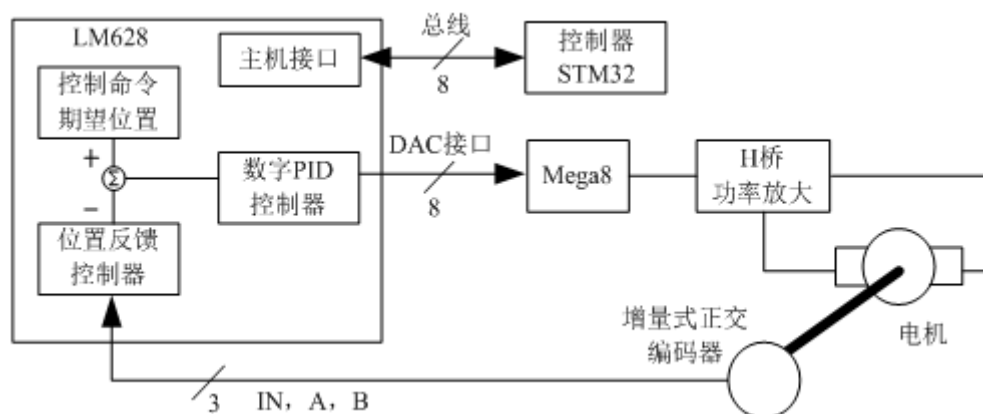 LM628
主机接口
总线
8
控制器
STM32
控制命令
期望位置
+
Σ
−
数字PID
控制器
DAC接口
8
Mega8
H桥
功率放大
位置反馈
控制器
增量式正交
编码器
电机
3
IN，A，B